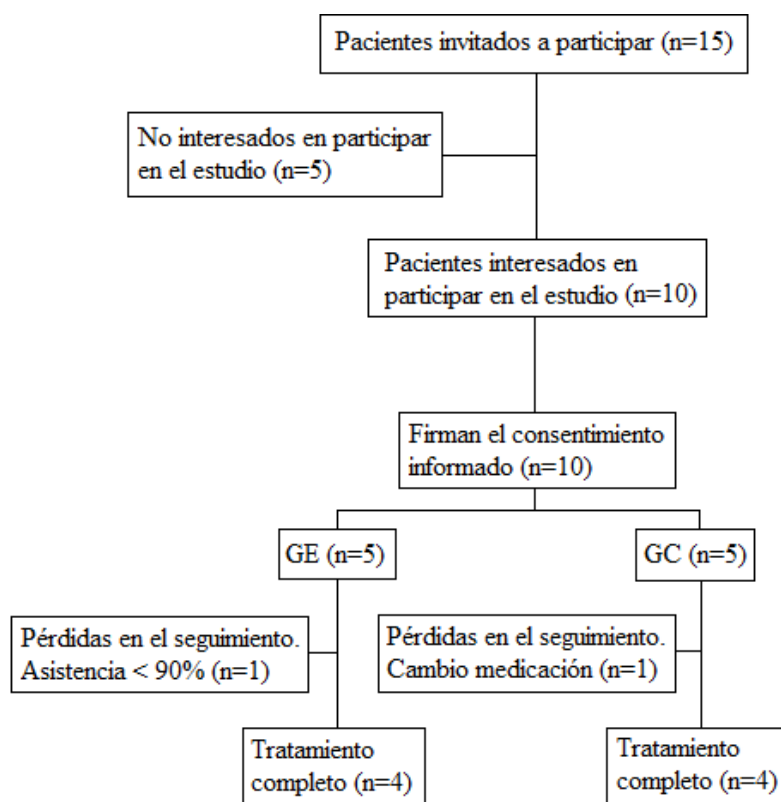 Pacientes invitados a participar (n=15)
No interesados en participar
en el estudio (n=5)
Pacientes interesados en
participar en el estudio (n=10)
Firman el consentimiento
informado (n=10)
GE (n=5)
GC (n=5)
Pérdidas en el seguimiento.
Asistencia < 90% (n=1)
Pérdidas en el seguimiento.
Cambio medicación (n=1)
Tratamiento
completo (n=4)
Tratamiento
completo (n=4)